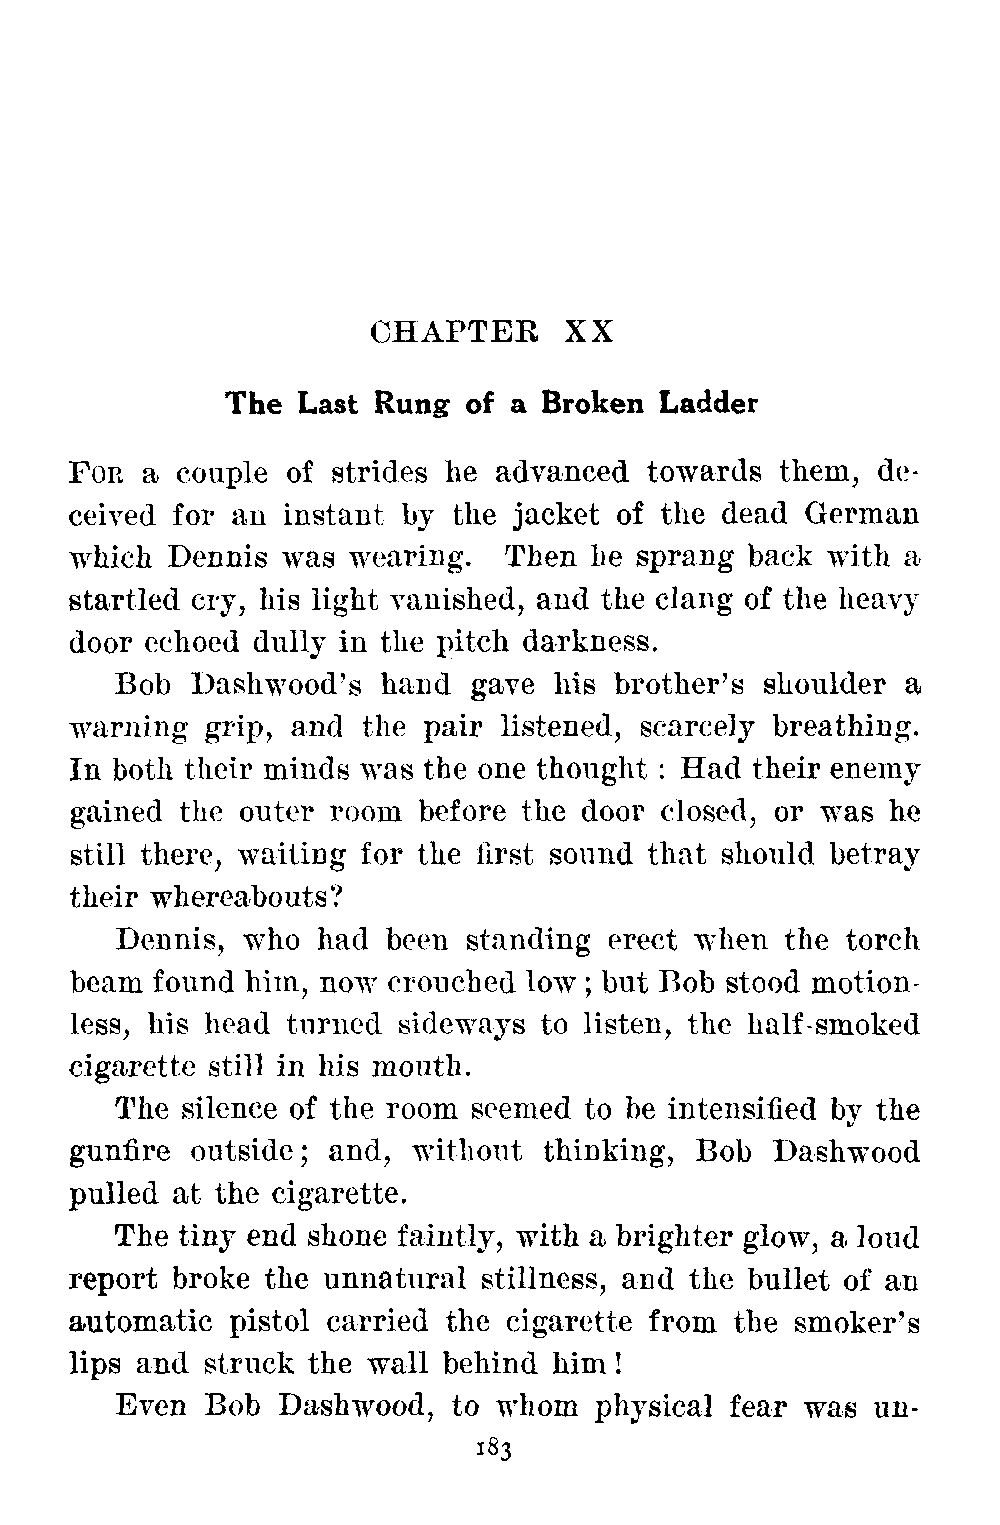 CHAPTER XX
The Last Rung of a Broken Ladder
FOR a couple of strides he advanced towards them, de-
ceived for an instant by the jacket of the dead German
which Dennis was wearing. Then he sprang back with a
startled cry, his light vanished, and the clang of the heavy
door echoed dully in the pitch darkness.
Bob Dashwood's hand gave his brother's shoulder a
warning grip, and the pair listened, scarcely breathing.
In both their minds was the one thought : Had their enemy
gained the outer room before the door closed, or was he
still there, waiting for the first sound that should betray
their whereabouts?
Dennis, who had been standing erect when the torch
beam found him, now crouched low ; but Bob stood motion-
less, his head turned sideways to listen, the half-smoked
cigarette still in his mouth.
The silence of the room seemed to be intensified by the
gunfire outside ; and, without thinking, Bob Dashwood
pulled at the cigarette.
The tiny end shone faintly, with a brighter glow, a loud
report broke the unnatural stillness, and the bullet of an
automatic pistol carried the cigarette from the smoker's
lips and struck the wall behind him !
Even Bob Dashwood, to whom physical fear was un-
183